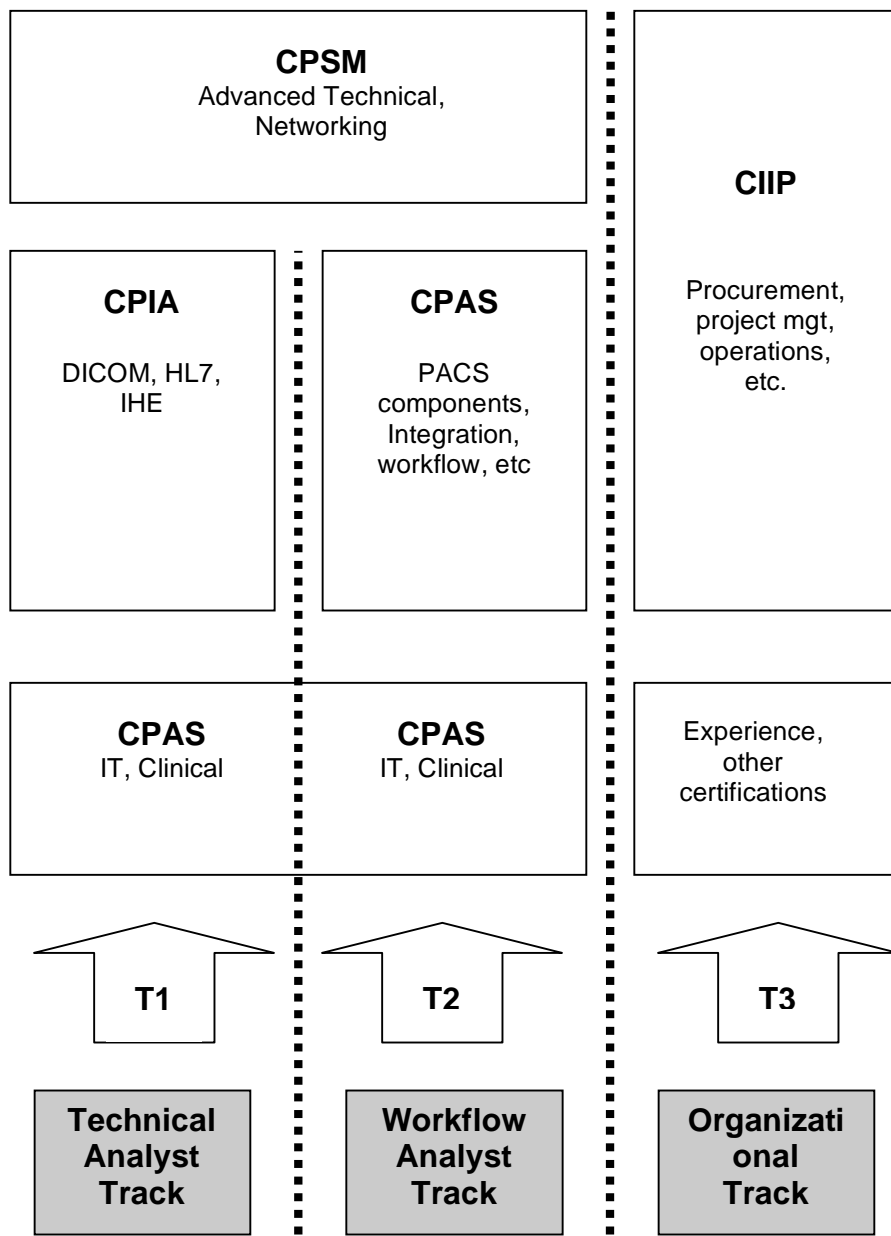 CPSM
Advanced Technical,
Networking
CIIP
Procurement,
project mgt,
operations,
etc.
CPIA
DICOM, HL7,
IHE
CPAS
PACS
components,
Integration,
workflow, etc
CPAS
IT, Clinical
CPAS
IT, Clinical
Experience,
other
certifications
T1
T2
T3
Technical
Analyst
Track
Workflow
Analyst
Track
Organizati
onal
Track